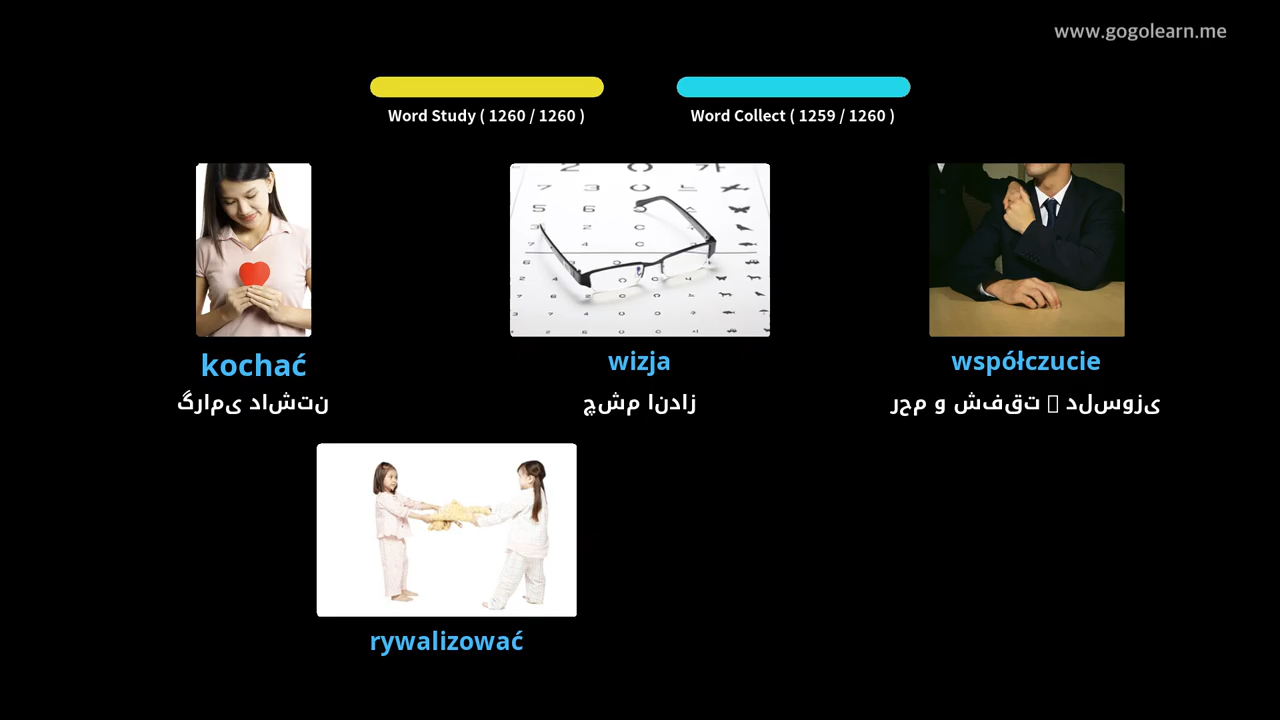 www.gogolearn.me
Word Study ( 1260 / 1260 )
Word Collect ( 1259 / 1260 )
kochać
wizja
współczucie
گرامی داشتن
چشم انداز
رحم و شفقت ▯ دلسوزی
rywalizować